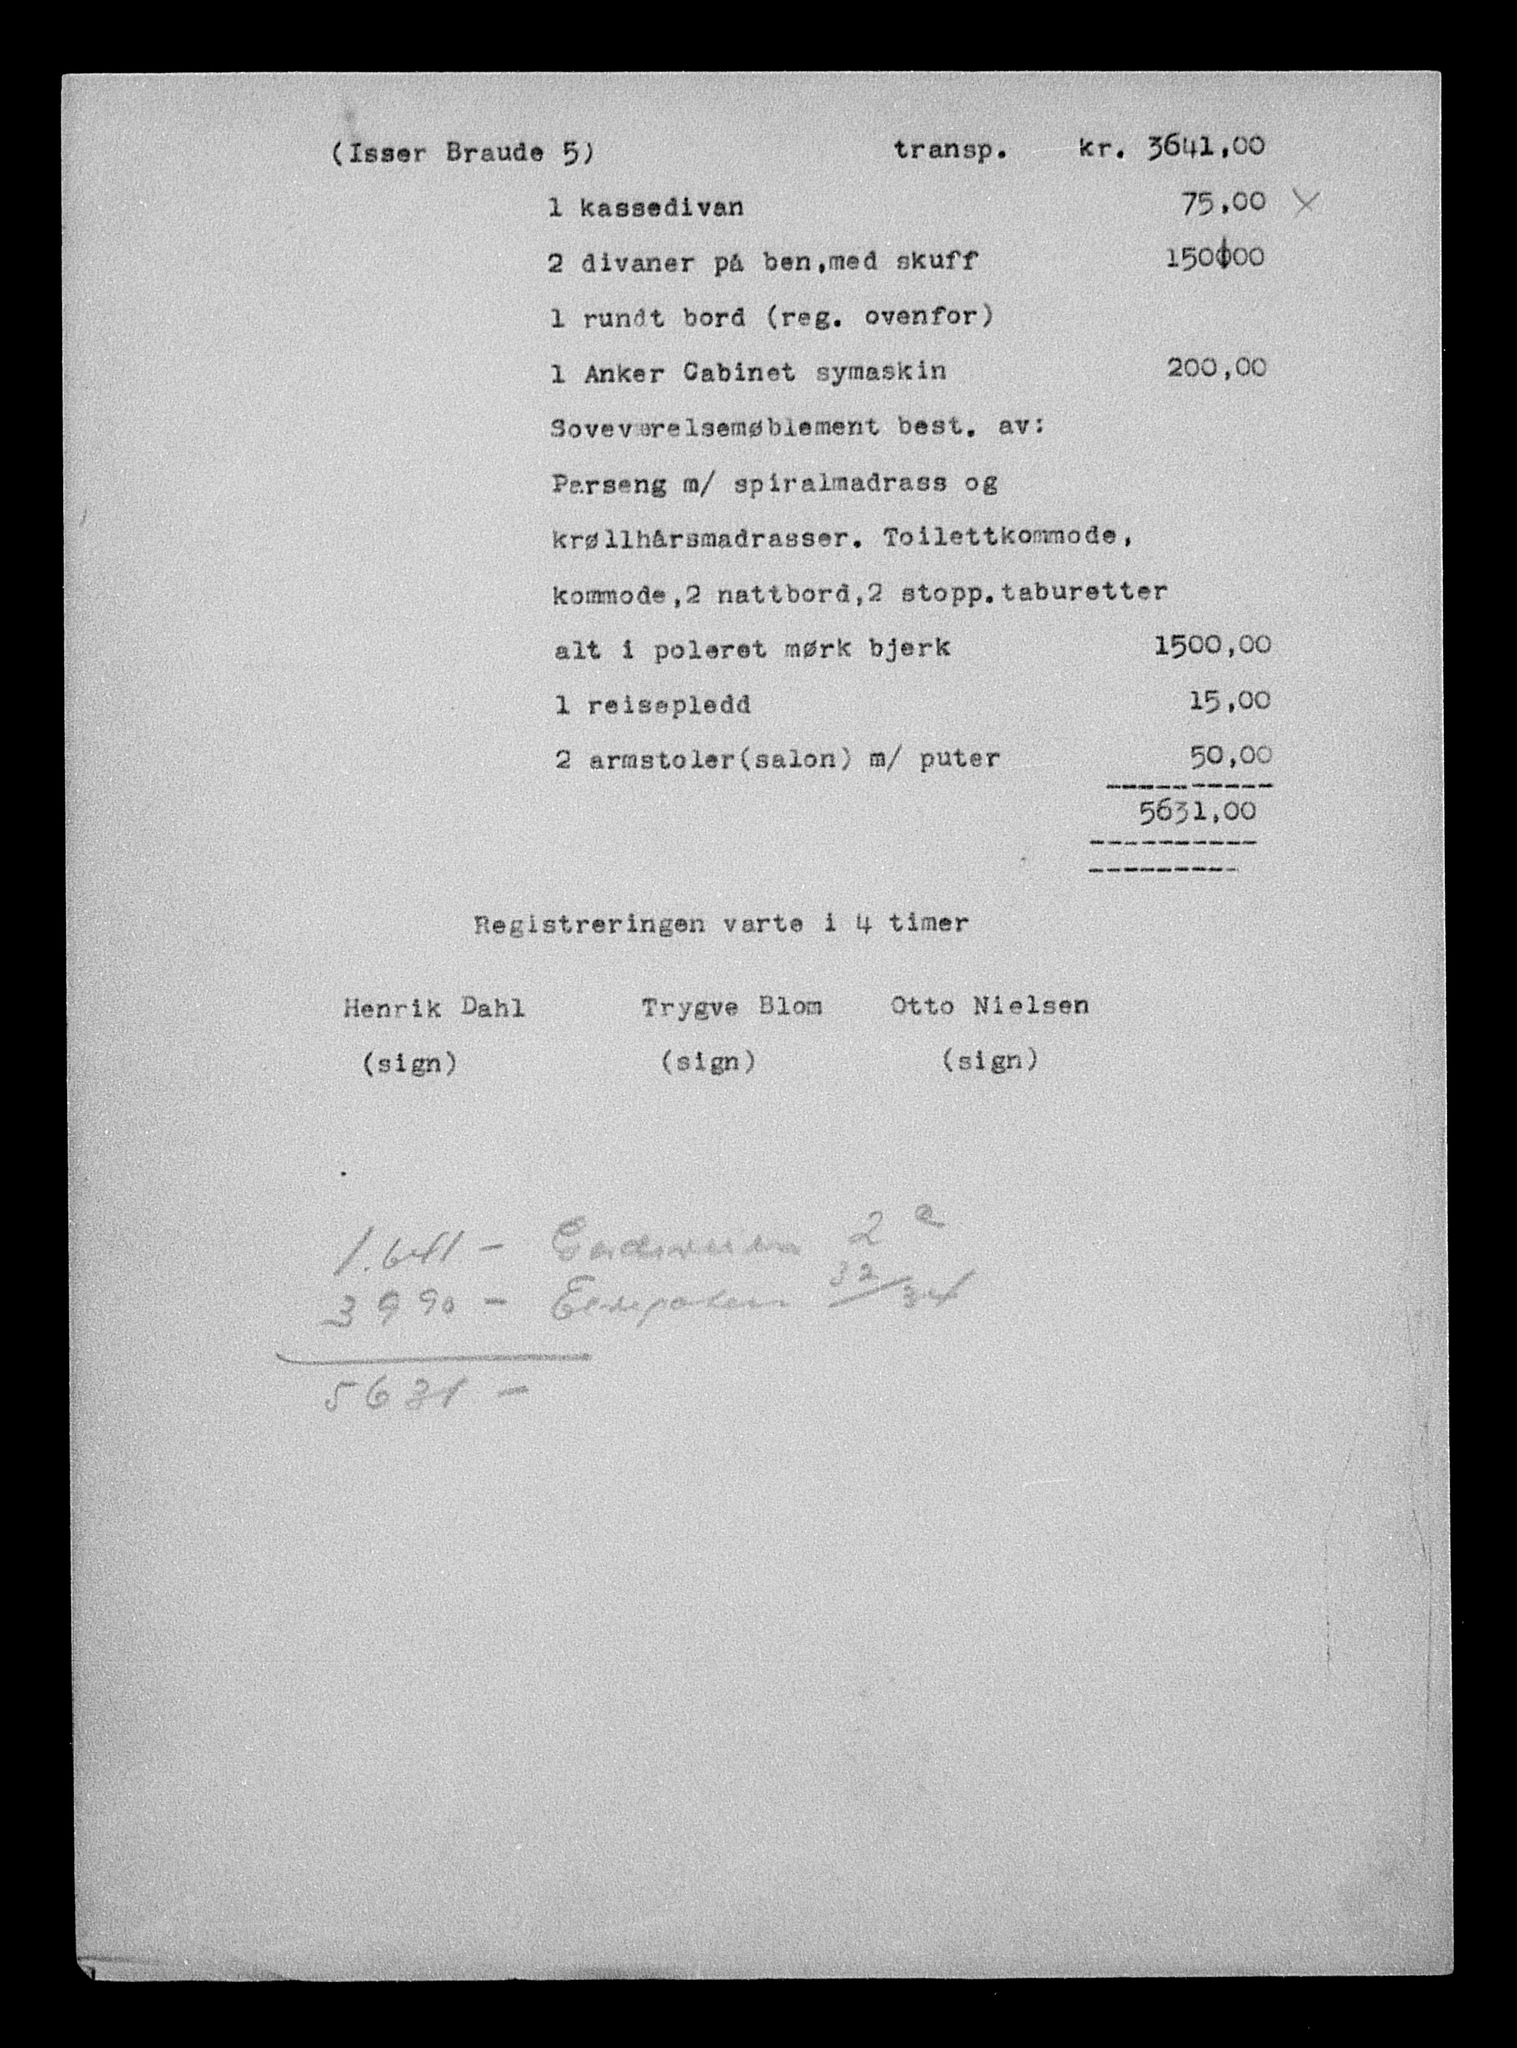 (Isser Braude 5) transp. kr. 3641,00
1 kassedivan 75,00 X
2 divaner på ben,med skuff 150,00
1 rundt bord (reg. ovenfor)
1 Anker Cabinet symaskin 200,00
Soveværelsemøblement best. av:
Parseng m/ spiralmadrass og
krøllhårsmadrasser. Toilettkommode,
kommode,2 nattbord,2 stopp.taburetter
alt i poleret mørk bjerk 1500,00
1 reisepledd 15,00
2 armstoler(salon) m/ puter 50,00
5631,00
Registreringen varte i 4 timer
Henrik Dahl Trygve Blom Otto Nielsen
(sign) (sign) (sign)
1.641 - 2 a
3990 - 32/34
5631 -